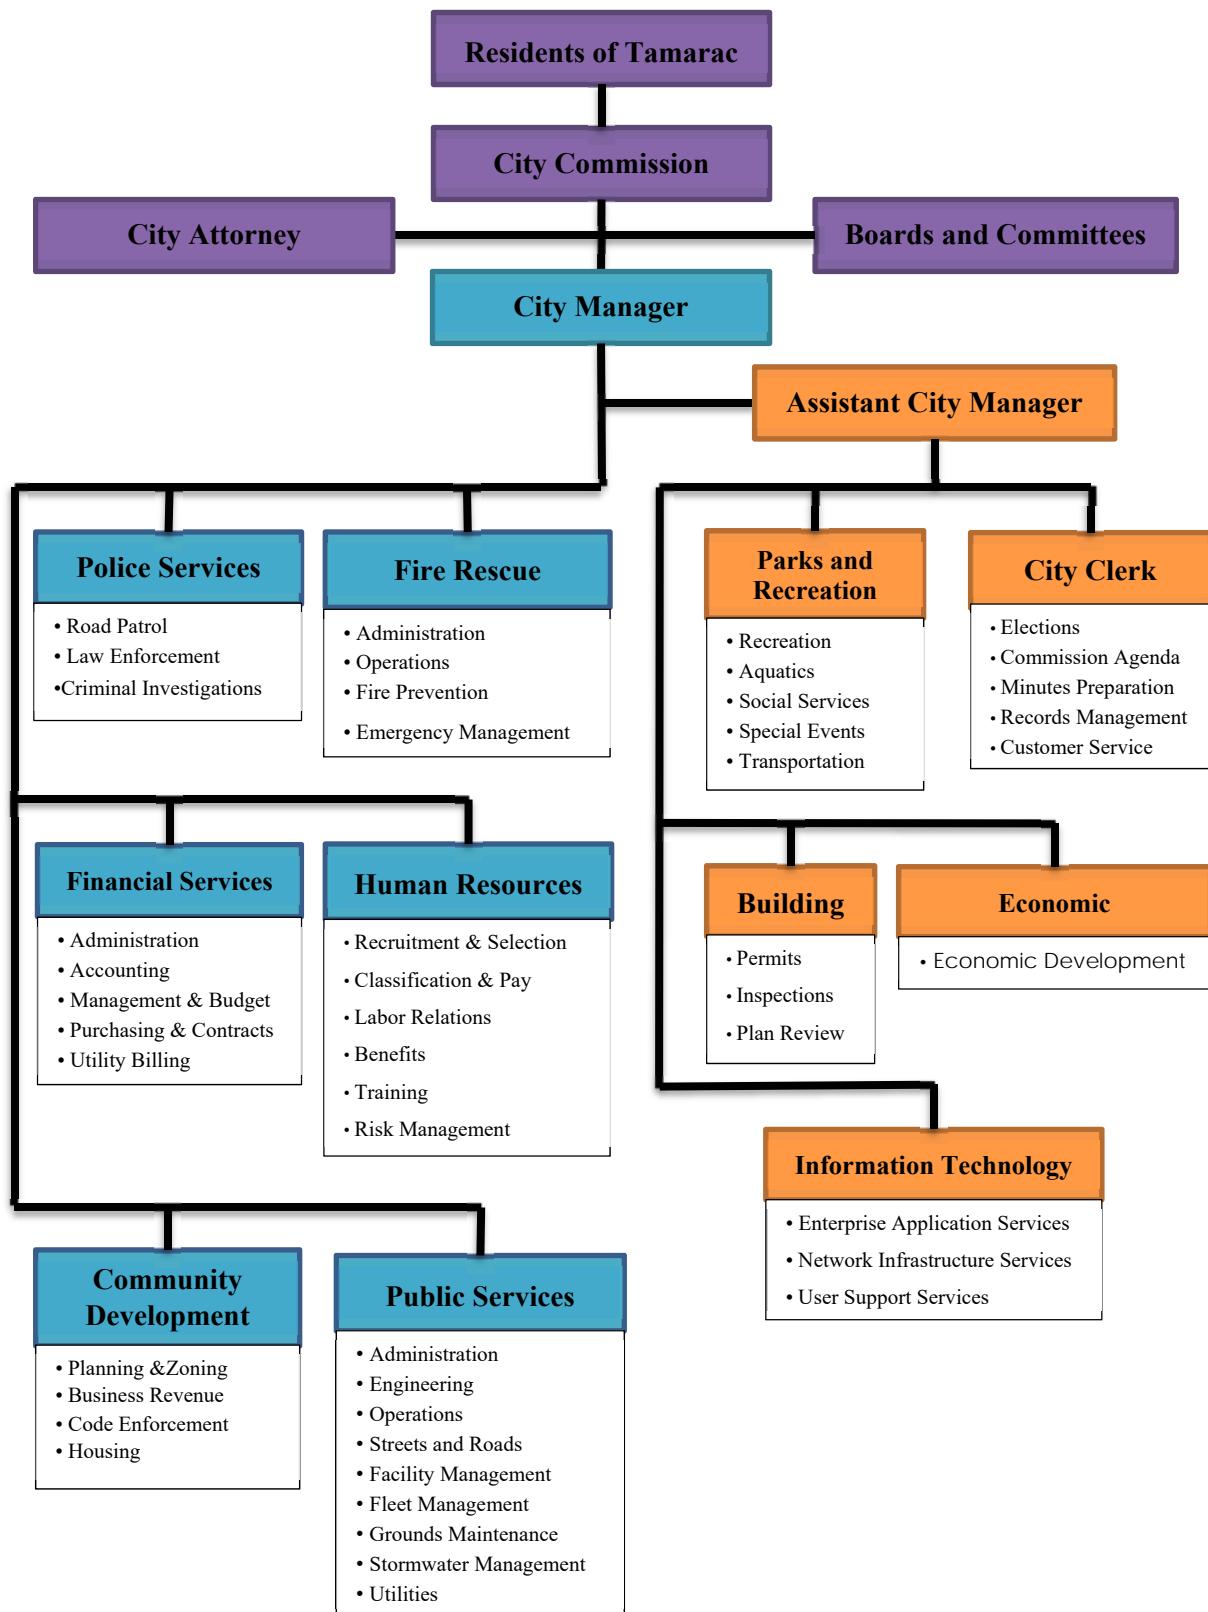 Residents of Tamarac
City Commission
City Attorney
Boards and Committees
City Manager
Assistant City Manager
Police Services
• Road Patrol
• Law Enforcement
•Criminal Investigations
Fire Rescue
• Administration
• Operations
• Fire Prevention
• Emergency Management
Parks and
Recreation
• Recreation
• Aquatics
• Social Services
• Special Events
• Transportation
City Clerk
• Elections
• Commission Agenda
• Minutes Preparation
• Records Management
• Customer Service
Financial Services
• Administration
• Accounting
• Management & Budget
• Purchasing & Contracts
• Utility Billing
Human Resources
• Recruitment & Selection
• Classification & Pay
• Labor Relations
• Benefits
• Training
• Risk Management
Building
• Permits
• Inspections
• Plan Review
Economic
• Economic Development
Information Technology
• Enterprise Application Services
• Network Infrastructure Services
• User Support Services
Community
Development
• Planning &Zoning
• Business Revenue
• Code Enforcement
• Housing
Public Services
• Administration
• Engineering
• Operations
• Streets and Roads
• Facility Management
• Fleet Management
• Grounds Maintenance
• Stormwater Management
• Utilities